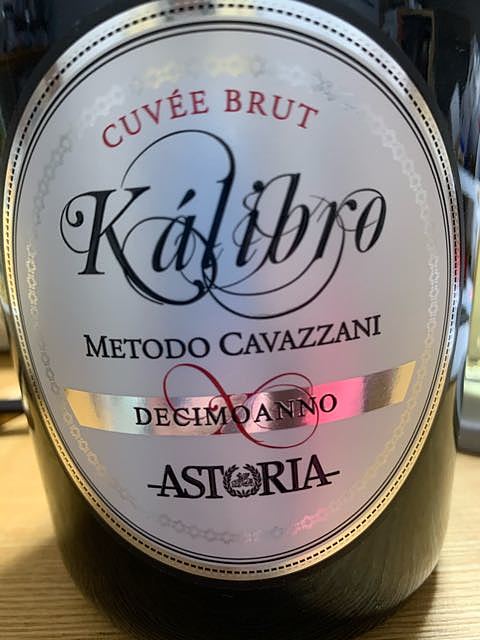 CUVÉE BRUT
Kálibro
METODO CAVAZZANI
X
DECIMOANNO
ASTORIA